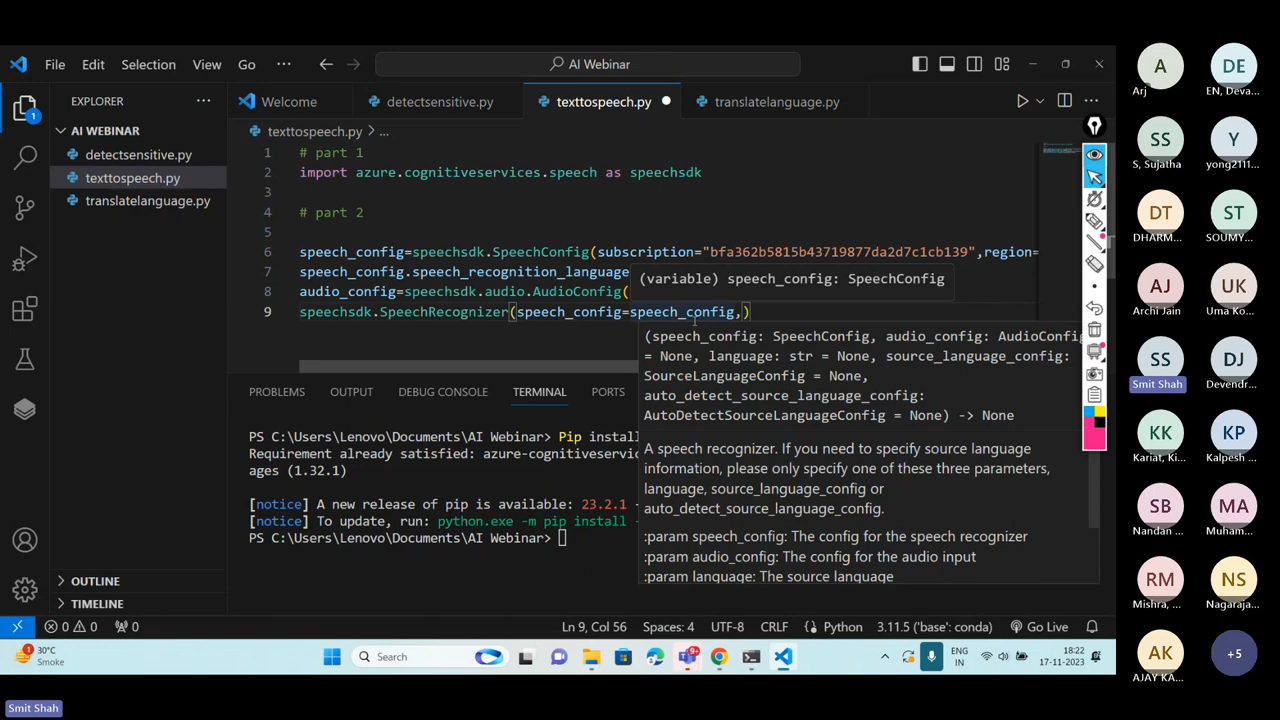 File Edit Selection View Go ··· AI Webinar
EXPLORER
AI WEBINAR
detectsensitive.py
texttospeech.py
translatelanguage.py
OUTLINE
TIMELINE
1
Welcome detectsensitive.py texttospeech.py translatelanguage.py
texttospeech.py > ...
1 # part 1
2 import azure.cognitiveservices.speech as speechsdk
3
4 # part 2
5
6 speech_config=speechsdk.SpeechConfig(subscription="bfa362b5815b43719877da2d7c1cb139",region=
7 speech_config.speech_recognition_language
8 audio_config=speechsdk.audio.AudioConfig(
9 speechsdk.SpeechRecognizer(speech_config=speech_config,)
(variable) speech_config: SpeechConfig
(speech_config: SpeechConfig, audio_config: AudioConfig
= None, language: str = None, source_language_config:
SourceLanguageConfig = None,
auto_detect_source_language_config:
AutoDetectSourceLanguageConfig = None) -> None
A speech recognizer. If you need to specify source language
information, please only specify one of these three parameters,
language, source_language_config or
auto_detect_source_language_config.
:param speech_config: The config for the speech recognizer
:param audio_config: The config for the audio input
:param language: The source language
PROBLEMS OUTPUT DEBUG CONSOLE TERMINAL PORTS
PS C:\Users\Lenovo\Documents\AI Webinar> Pip install
Requirement already satisfied: azure-cognitiveservic
ages (1.32.1)
[notice] A new release of pip is available: 23.2.1 -
[notice] To update, run: python.exe -m pip install -
PS C:\Users\Lenovo\Documents\AI Webinar>
0 0 0 Ln 9, Col 56 Spaces: 4 UTF-8 CRLF Python 3.11.5 ('base': conda) Go Live
1 30°C
Smoke
Search
9+
ENG
IN
18:22
17-11-2023
Smit Shah
A DE
Arj EN, Deva...
SS Y
S, Sujatha yong2111...
DT ST
DHARM... SOUMY...
AJ UK
Archi Jain Uma Ko...
SS DJ
Smit Shah Devendr...
KK KP
Kariat, Ki... Kalpesh ...
SB MA
Nandan ... Muham...
RM NS
Mishra, ... Nagaraja...
AK +5
AJAY KA...